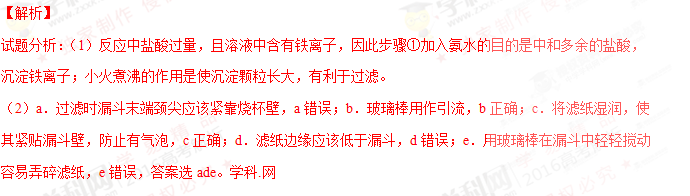 【解析】
试题分析：（1）反应中盐酸过量，且溶液中含有铁离子，因此步骤①加入氨水的目的是中和多余的盐酸，
沉淀铁离子；小火煮沸的作用是使沉淀颗粒长大，有利于过滤。
（2）a．过滤时漏斗末端颈尖应该紧靠烧杯壁，a 错误；b．玻璃棒用作引流，b 正确；c．将滤纸湿润，使
其紧贴漏斗壁，防止有气泡，c 正确；d．滤纸边缘应该低于漏斗，d 错误；e．用玻璃棒在漏斗中轻轻搅动
容易弄碎滤纸，e 错误，答案选 ade。学科.网